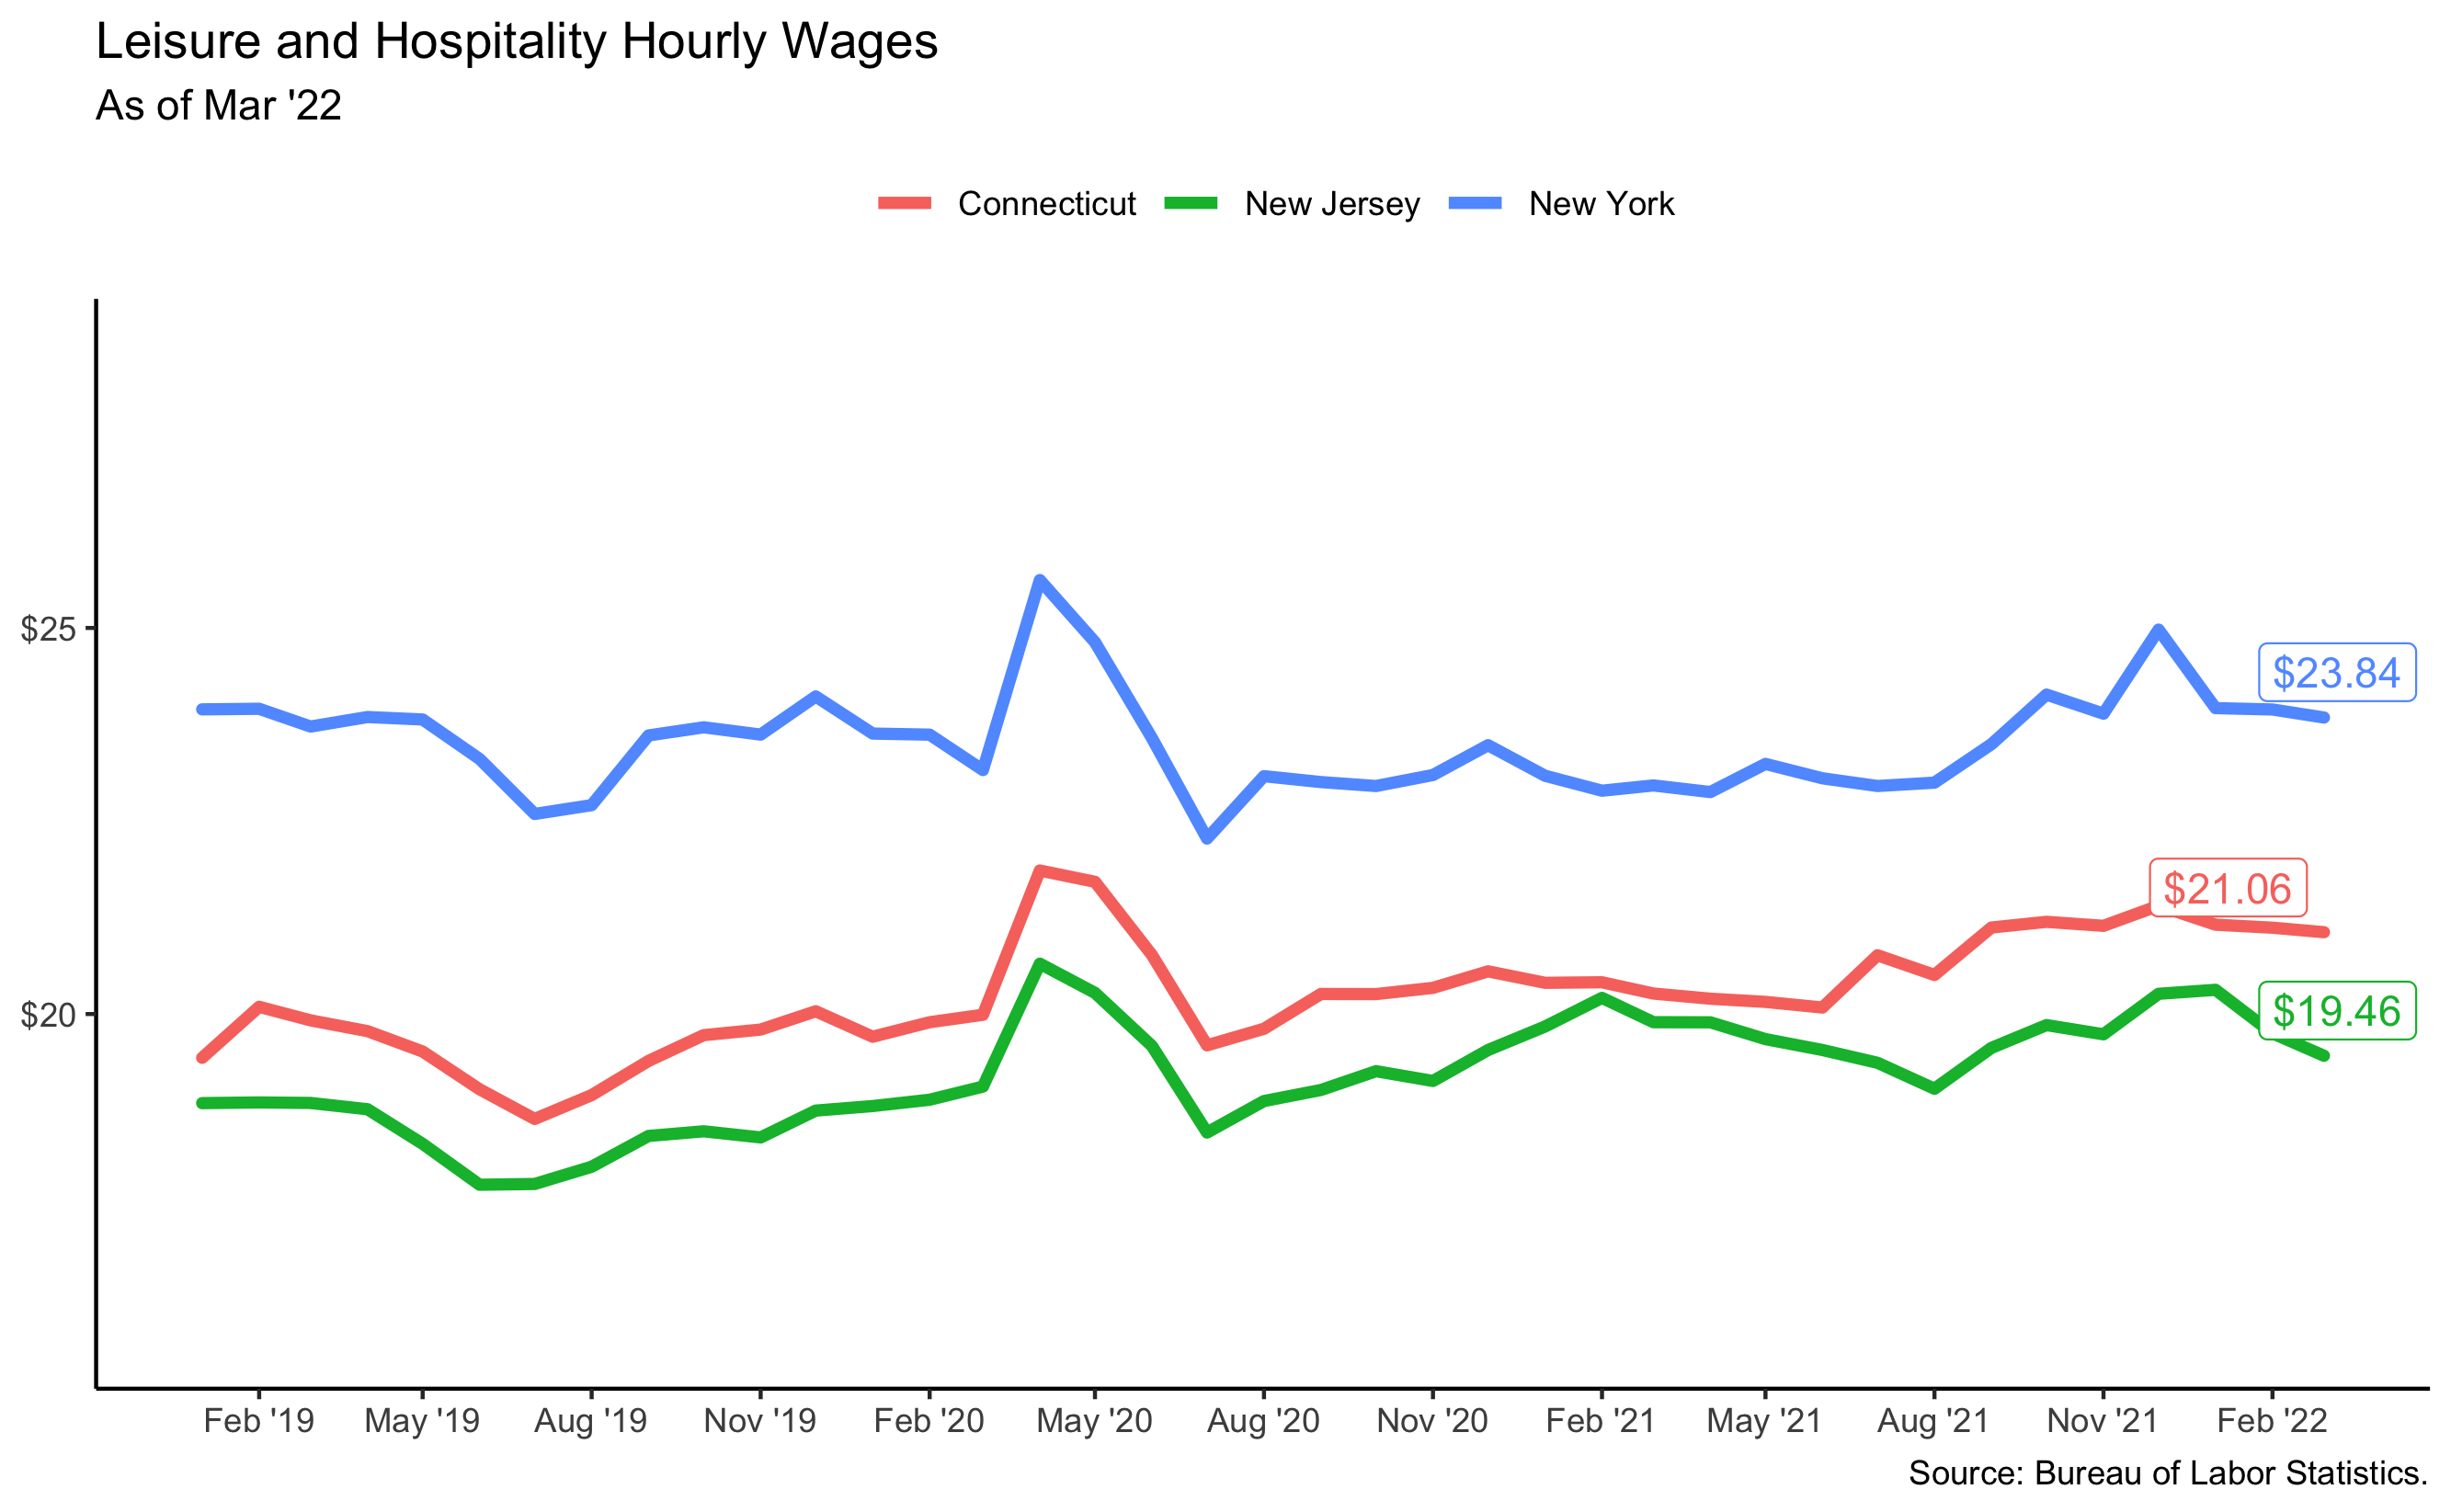 Leisure and Hospitality Hourly Wages
As of Mar '22
Connecticut New Jersey New York
$25
$23.84
$21.06
$20
$19.46
Feb '19 May '19 Aug '19 Nov '19 Feb '20 May '20 Aug '20 Nov '20 Feb '21 May '21 Aug '21 Nov '21 Feb '22
Source: Bureau of Labor Statistics.